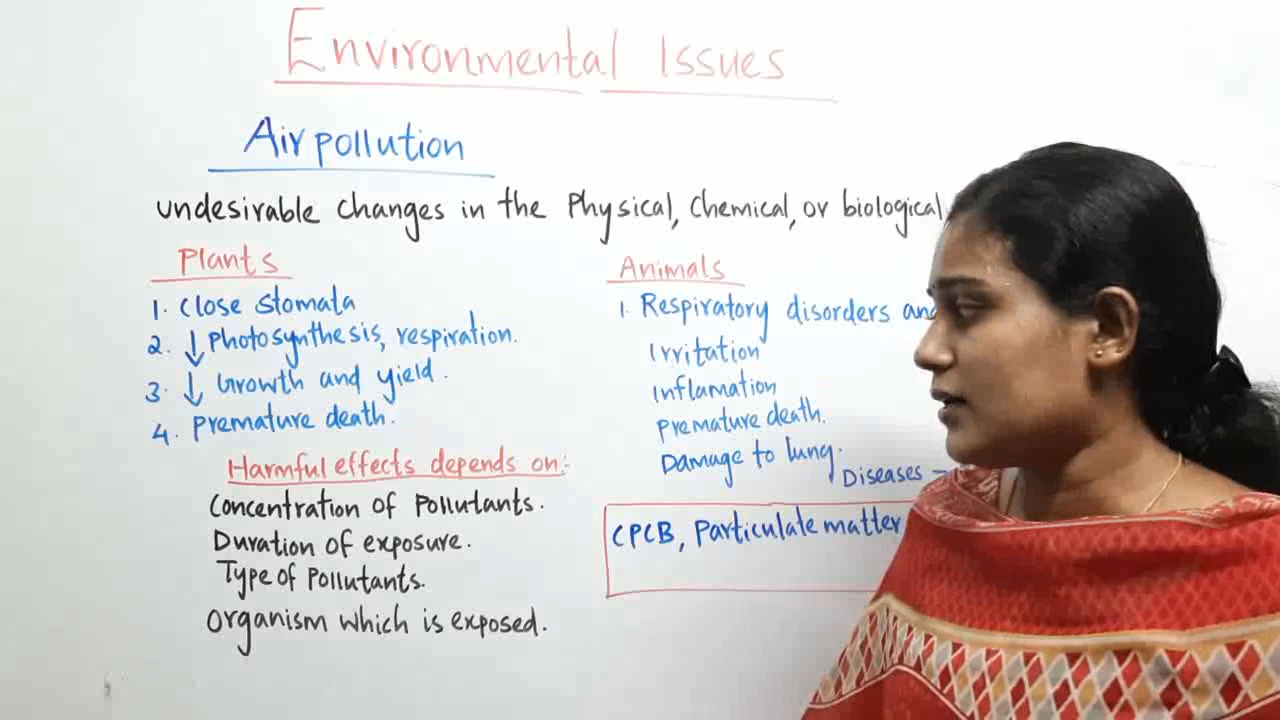 Environmental Issues
Air pollution
undesirable changes in the Physical, Chemical, or biological
Plants
1. Close stomata
2. ↓ Photosynthesis, respiration.
3. ↓ Growth and yield.
4. Premature death.
Harmful effects depends on:-
Concentration of Pollutants.
Duration of exposure.
Type of Pollutants.
Organism which is exposed.
Animals
1. Respiratory disorders and
Irritation
Inflamation
Premature death.
Damage to lung.
Diseases -
CPCB, Particulate matter